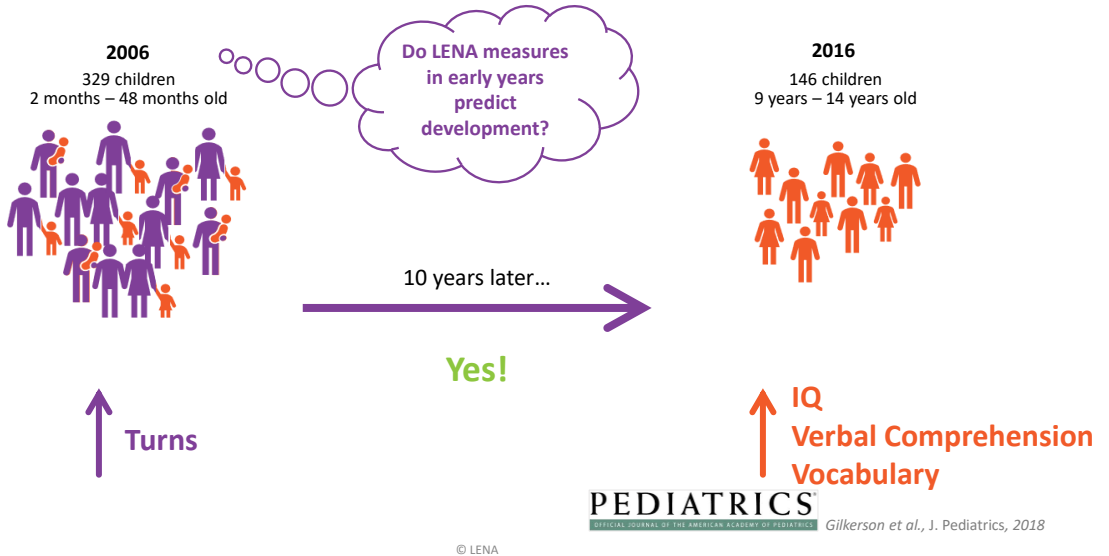 2006
329 children
2 months – 48 months old
Do LENA measures
in early years
predict
development?
2016
146 children
9 years – 14 years old
10 years later…
Yes!
Turns
IQ
Verbal Comprehension
Vocabulary
PEDIATRICS
OFFICIAL JOURNAL OF THE AMERICAN ACADEMY OF PEDIATRICS
Gilkerson et al., J. Pediatrics, 2018
© LENA